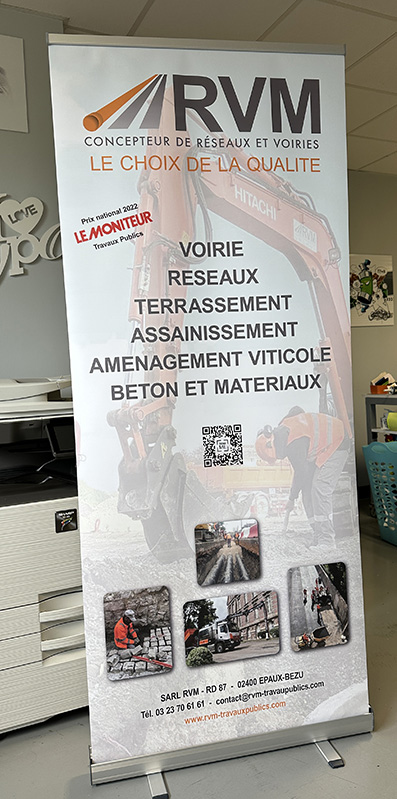 RVM
CONCEPTEUR DE RÉSEAUX ET VOIRIES
LE CHOIX DE LA QUALITE
HITACHI
Prix national 2022
LE MONITEUR
Travaux Publics
LOVE
VOIRIE
RESEAUX
TERRASSEMENT
ASSAINISSEMENT
AMENAGEMENT VITICOLE
BETON ET MATERIAUX
SARL RVM - RD 87 - 02400 EPAUX-BEZU
Tél. 03 23 70 61 61 - contact@rvm-travaupublics.com
www.rvm-travauxpublics.com